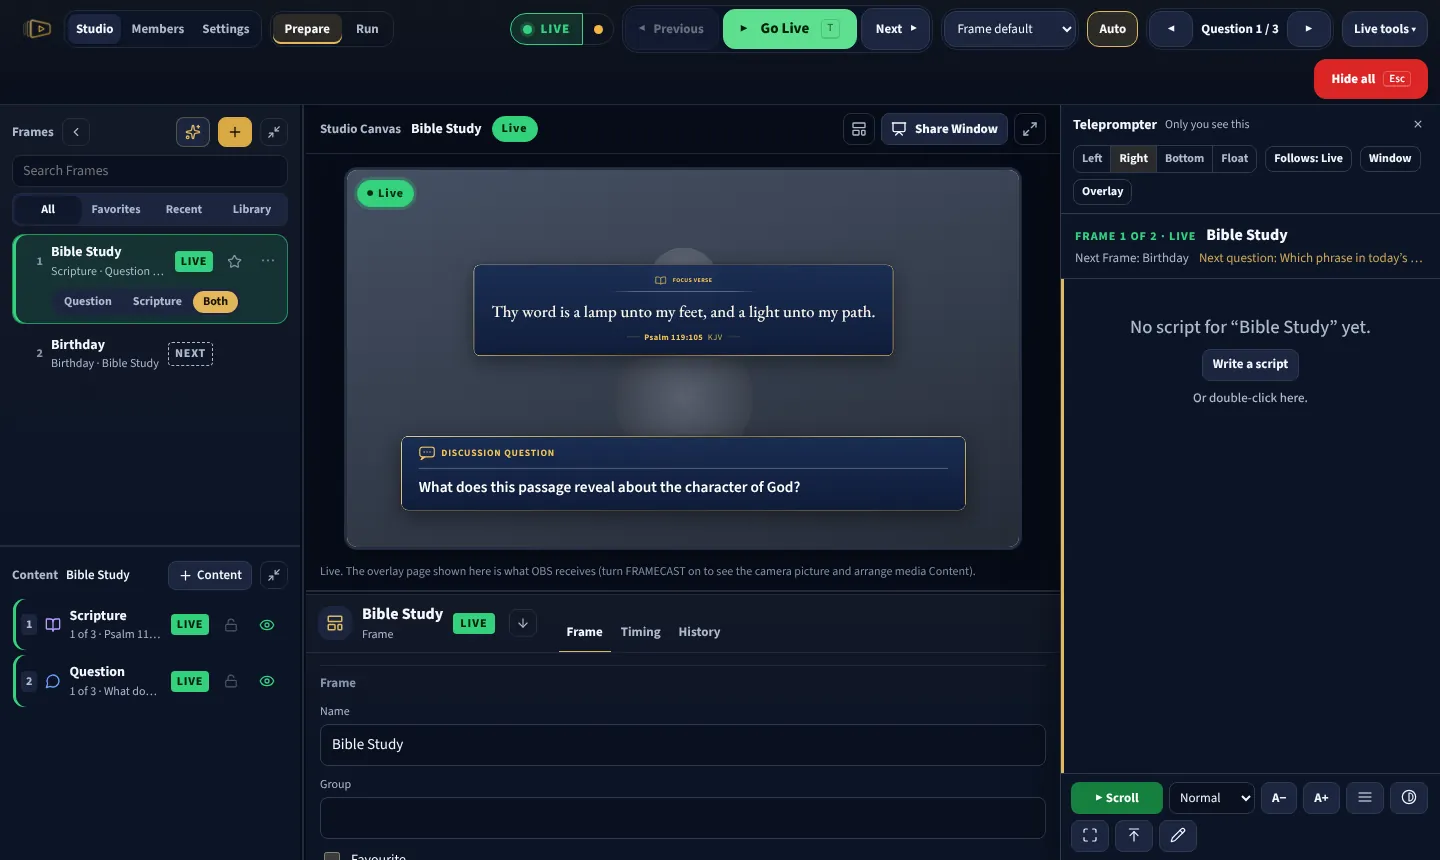 Studio Members Settings Prepare Run LIVE Previous Go Live T Next Frame default Auto Question 1 / 3 Live tools
Hide all Esc
Frames
Search Frames
All Favorites Recent Library
1 Bible Study LIVE
Scripture · Question …
Question Scripture Both
2 Birthday NEXT
Birthday · Bible Study
Content Bible Study + Content
1 Scripture LIVE
1 of 3 · Psalm 11…
2 Question LIVE
1 of 3 · What do…
Studio Canvas Bible Study Live Share Window
Live
FOCUS VERSE
Thy word is a lamp unto my feet, and a light unto my path.
Psalm 119:105 KJV
DISCUSSION QUESTION
What does this passage reveal about the character of God?
Live. The overlay page shown here is what OBS receives (turn FRAMECAST on to see the camera picture and arrange media Content).
Bible Study LIVE
Frame
Frame Timing History
Frame
Name
Bible Study
Group
Favourite
Teleprompter Only you see this
Left Right Bottom Float Follows: Live Window
Overlay
FRAME 1 OF 2 · LIVE Bible Study
Next Frame: Birthday Next question: Which phrase in today’s …
No script for “Bible Study” yet.
Write a script
Or double-click here.
Scroll Normal A− A+